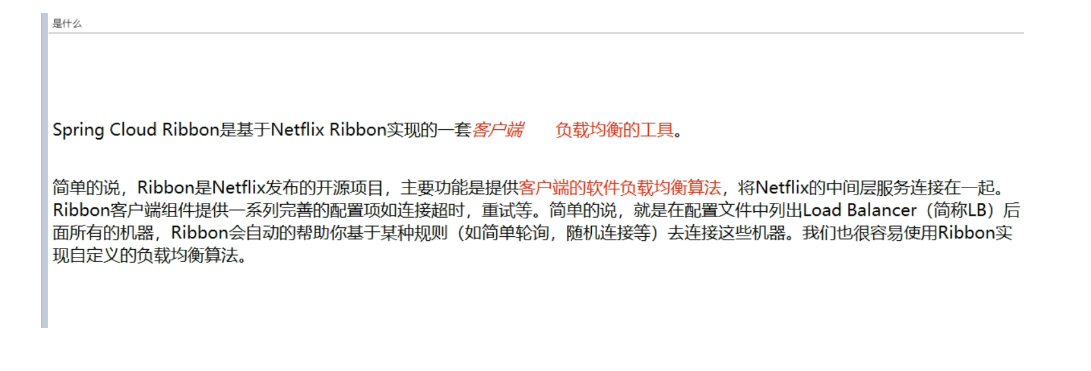 是什么
Spring Cloud Ribbon是基于Netflix Ribbon实现的一套客户端 负载均衡的工具。
简单的说，Ribbon是Netflix发布的开源项目，主要功能是提供客户端的软件负载均衡算法，将Netflix的中间层服务连接在一起。
Ribbon客户端组件提供一系列完善的配置项如连接超时，重试等。简单的说，就是在配置文件中列出Load Balancer（简称LB）后
面所有的机器，Ribbon会自动的帮助你基于某种规则（如简单轮询，随机连接等）去连接这些机器。我们也很容易使用Ribbon实
现自定义的负载均衡算法。